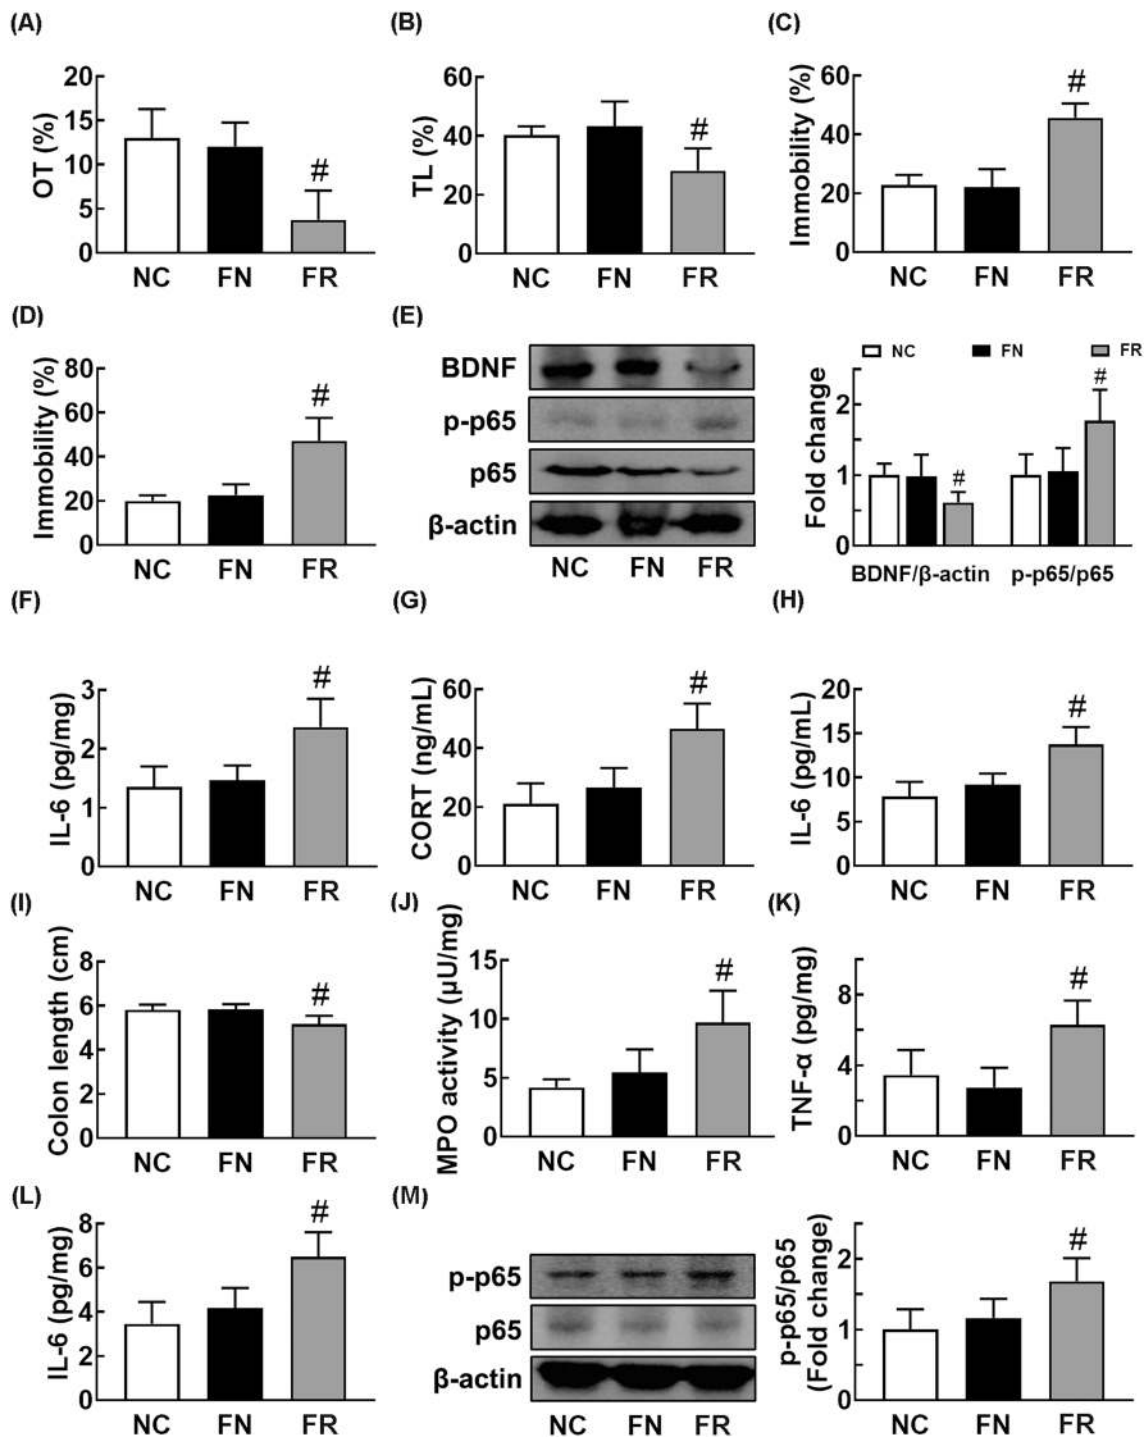 (A)
OT (%)
20
15
10
5
0
NC FN FR
#
(B)
TL (%)
60
40
20
0
NC FN FR
#
(C)
Immobility (%)
60
40
20
0
NC FN FR
#
(D)
Immobility (%)
80
60
40
20
0
NC FN FR
#
(E)
BDNF
p-p65
p65
β-actin
NC FN FR
NC FN FR
Fold change
2
1
0
#
#
BDNF/β-actin p-p65/p65
(F)
IL-6 (pg/mg)
3
2
1
0
NC FN FR
#
(G)
CORT (ng/mL)
60
40
20
0
NC FN FR
#
(H)
IL-6 (pg/mL)
20
15
10
5
0
NC FN FR
#
(I)
Colon length (cm)
8
6
4
2
0
NC FN FR
#
(J)
MPO activity (µU/mg)
15
10
5
0
NC FN FR
#
(K)
TNF-α (pg/mg)
8
4
0
NC FN FR
#
(L)
IL-6 (pg/mg)
8
6
4
2
0
NC FN FR
#
(M)
p-p65
p65
β-actin
NC FN FR
p-p65/p65
(Fold change)
2
1
0
NC FN FR
#